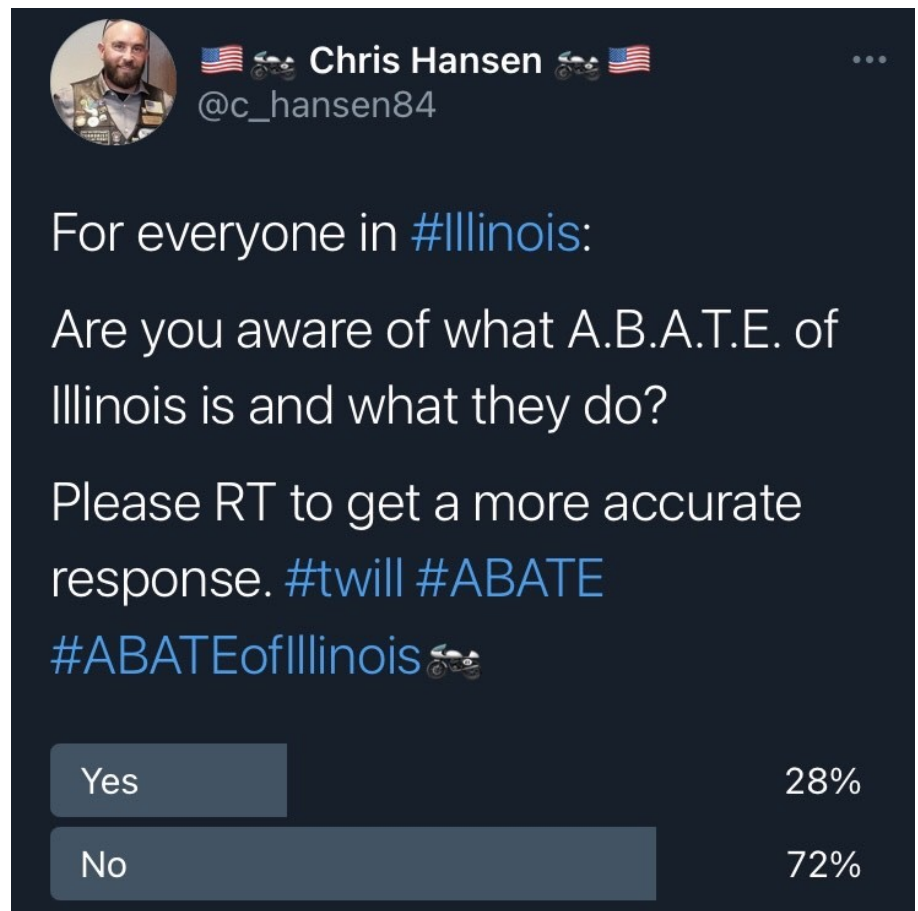 🇺🇸🏍 Chris Hansen 🏍🇺🇸
@c_hansen84
For everyone in #Illinois:
Are you aware of what A.B.A.T.E. of
Illinois is and what they do?
Please RT to get a more accurate
response. #twill #ABATE
#ABATEofIllinois🏍
Yes 28%
No 72%